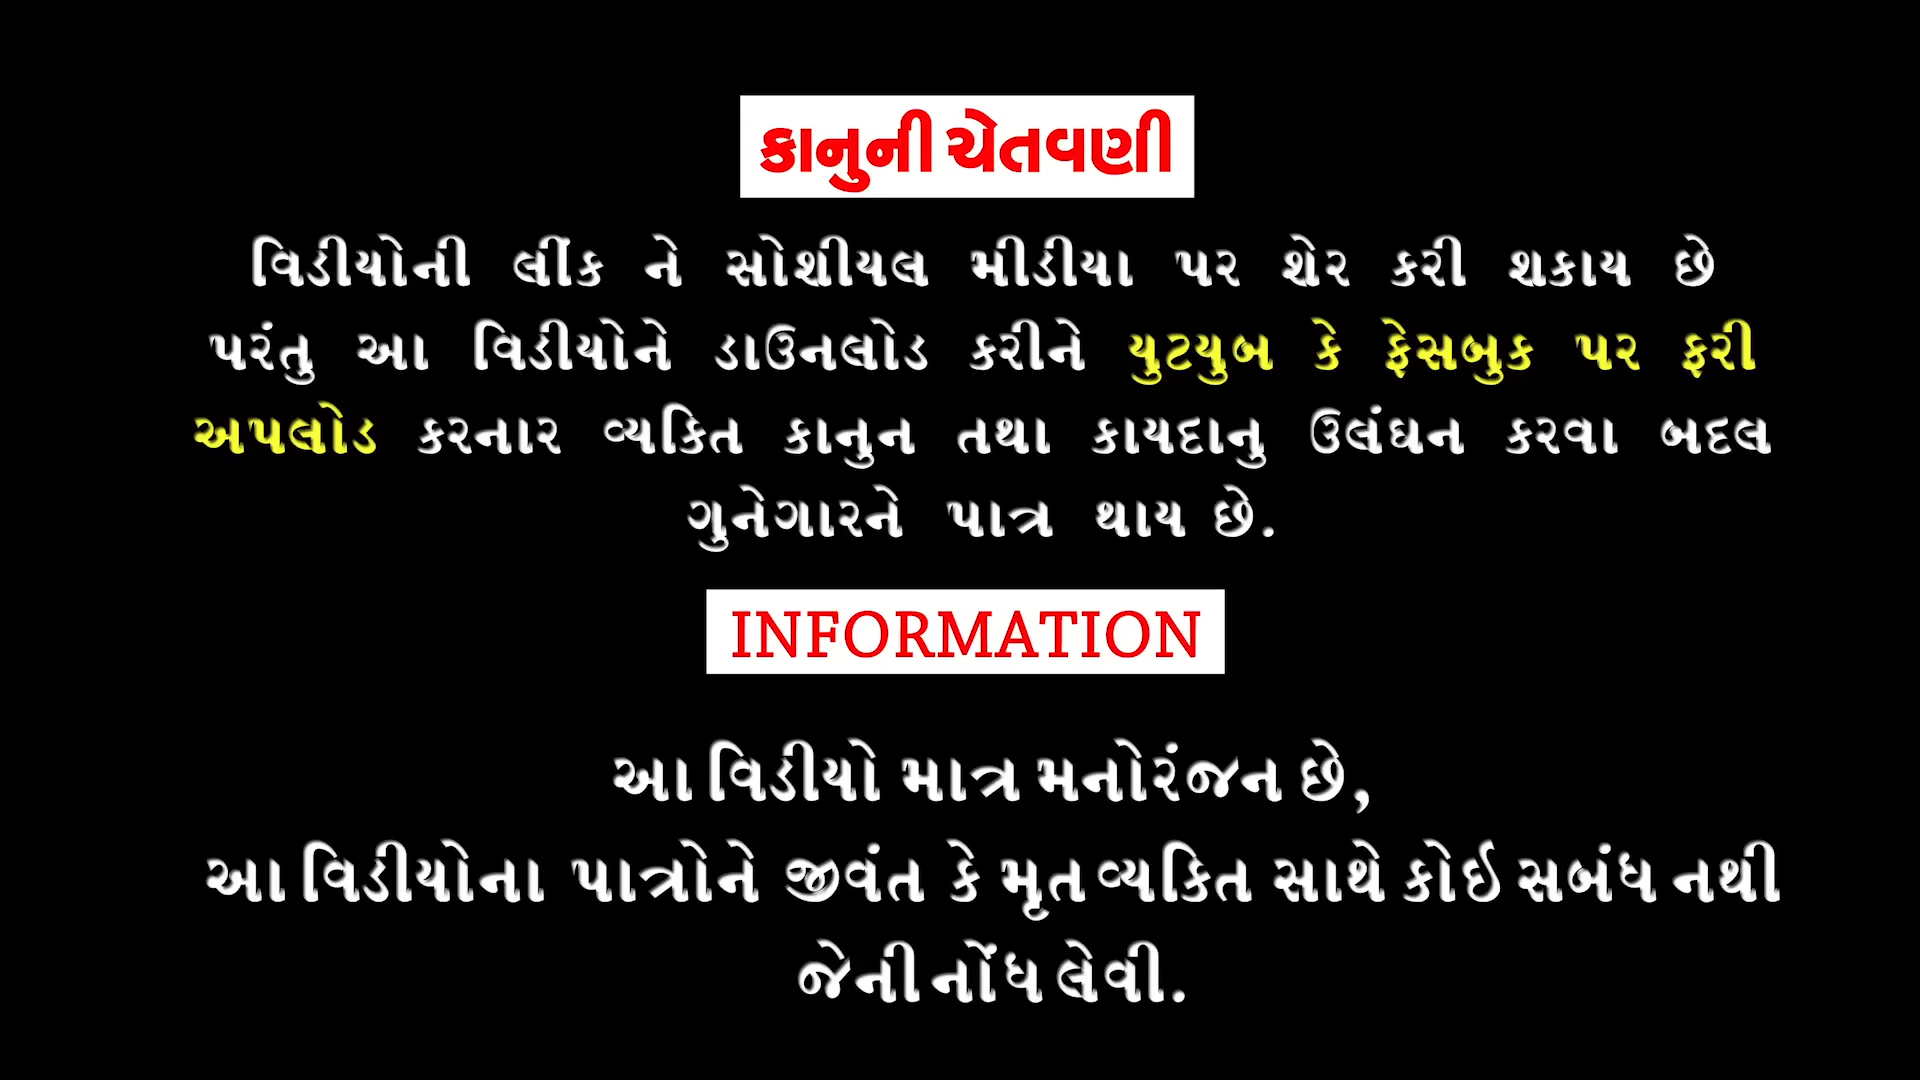 કાનુની ચેતવણી
વિડીયોની લીંક ને સોશીયલ મીડીયા પર શેર કરી શકાય છે
પરંતુ આ વિડીયોને ડાઉનલોડ કરીને યુટયુબ કે ફેસબુક પર ફરી
અપલોડ કરનાર વ્યકિત કાનુન તથા કાયદાનુ ઉલંઘન કરવા બદલ
ગુનેગારને પાત્ર થાય છે.
INFORMATION
આ વિડીયો માત્ર મનોરંજન છે,
આ વિડીયોના પાત્રોને જીવંત કે મૃત વ્યકિત સાથે કોઇ સબંધ નથી
જેની નોંધ લેવી.